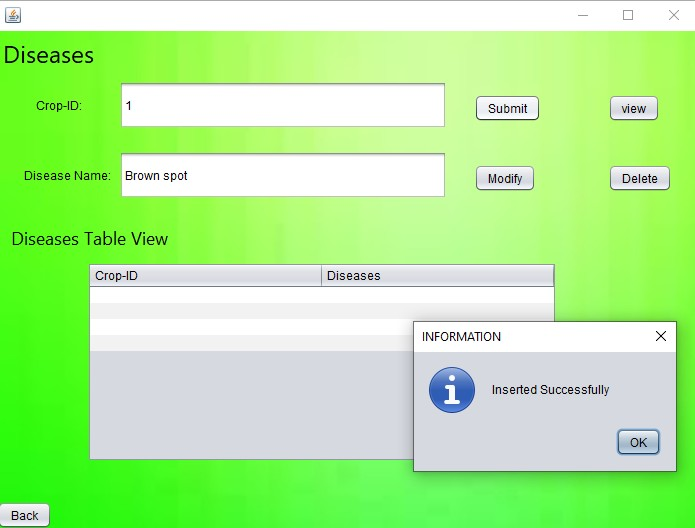 Diseases
Crop-ID:
1
Submit
view
Disease Name:
Brown spot
Modify
Delete
Diseases Table View
Crop-ID
Diseases
INFORMATION
Inserted Successfully
OK
Back